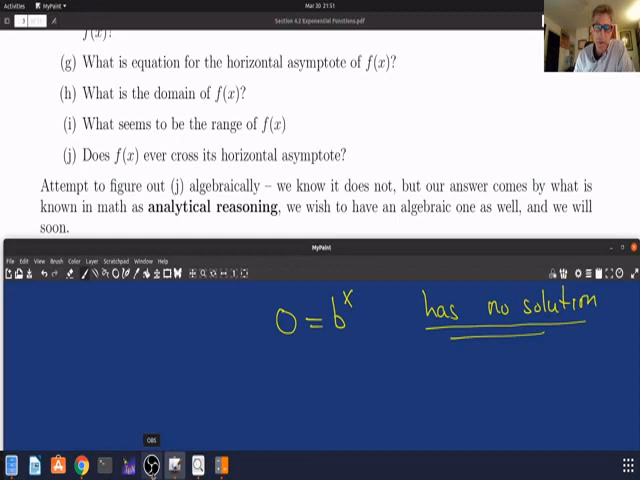 Activities MyPaint Mar 30 21:51
Section 4.2 Exponential Functions.pdf
f(x)?
(g) What is equation for the horizontal asymptote of f(x)?
(h) What is the domain of f(x)?
(i) What seems to be the range of f(x)
(j) Does f(x) ever cross its horizontal asymptote?
Attempt to figure out (j) algebraically – we know it does not, but our answer comes by what is
known in math as analytical reasoning, we wish to have an algebraic one as well, and we will
soon.
MyPaint
File Edit View Brush Color Layer Scratchpad Window Help
0 = b^x has no solution
OBS